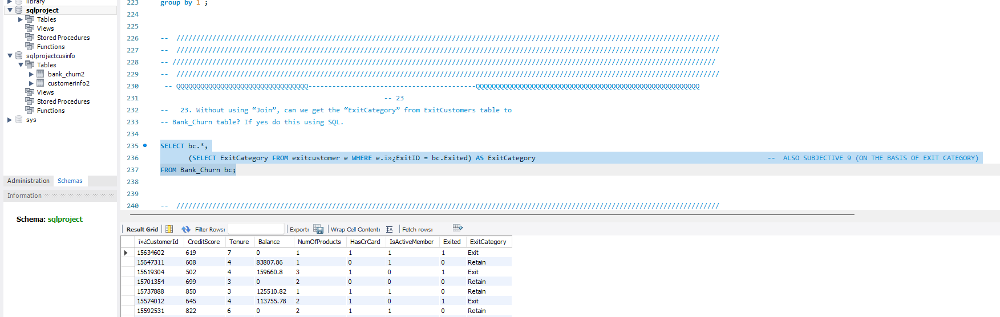 library
sqlproject
Tables
Views
Stored Procedures
Functions
sqlprojectcusinfo
Tables
bank_churn2
customerinfo2
Views
Stored Procedures
Functions
sys
Administration Schemas
Information
Schema: sqlproject
223 group by 1 ;
224
225
226 -- ////////////////////////////////////////////////////////////////////////////////////////////////////////////////////////////////////////
227 -- ////////////////////////////////////////////////////////////////////////////////////////////////////////////////////////////////////////
228 -- ////////////////////////////////////////////////////////////////////////////////////////////////////////////////////////////////////////
229 -- ////////////////////////////////////////////////////////////////////////////////////////////////////////////////////////////////////////
230 -- QQQQQQQQQQQQQQQQQQQQQQQQQQQQQQQQQ------------------------------------------QQQQQQQQQQQQQQQQQQQQQQQQQQQQQQQQQQQQQQQQQQQQQQQQQQQQQQQQ
231 -- 23
232 -- 23. Without using “Join”, can we get the “ExitCategory” from ExitCustomers table to
233 -- Bank_Churn table? If yes do this using SQL.
234
235 SELECT bc.*,
236 (SELECT ExitCategory FROM exitcustomer e WHERE e.ï»¿ExitID = bc.Exited) AS ExitCategory -- ALSO SUBJECTIVE 9 (ON THE BASIS OF EXIT CATEGORY)
237 FROM Bank_Churn bc;
238
239
240 -- ////////////////////////////////////////////////////////////////////////////////////////////////////////////////////////////////////////
Result Grid Filter Rows: Export: Wrap Cell Content: IA Fetch rows:
ï»¿CustomerId CreditScore Tenure Balance NumOfProducts HasCrCard IsActiveMember Exited ExitCategory
15634602 619 7 0 1 1 1 1 Exit
15647311 608 4 83807.86 1 0 1 0 Retain
15619304 502 4 159660.8 3 1 0 1 Exit
15701354 699 3 0 2 0 0 0 Retain
15737888 850 3 125510.82 1 1 1 0 Retain
15574012 645 4 113755.78 2 1 0 1 Exit
15592531 822 6 0 2 1 1 0 Retain